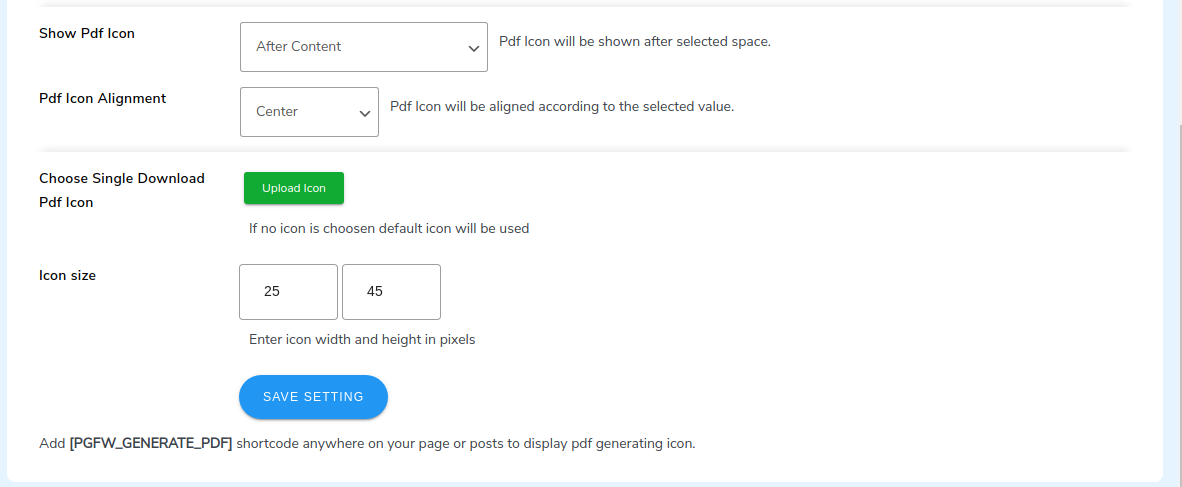 Show Pdf Icon
After Content
Pdf Icon will be shown after selected space.
Pdf Icon Alignment
Center
Pdf Icon will be aligned according to the selected value.
Choose Single Download
Pdf Icon
Upload Icon
If no icon is choosen default icon will be used
Icon size
25
45
Enter icon width and height in pixels
SAVE SETTING
Add [PGFW_GENERATE_PDF] shortcode anywhere on your page or posts to display pdf generating icon.